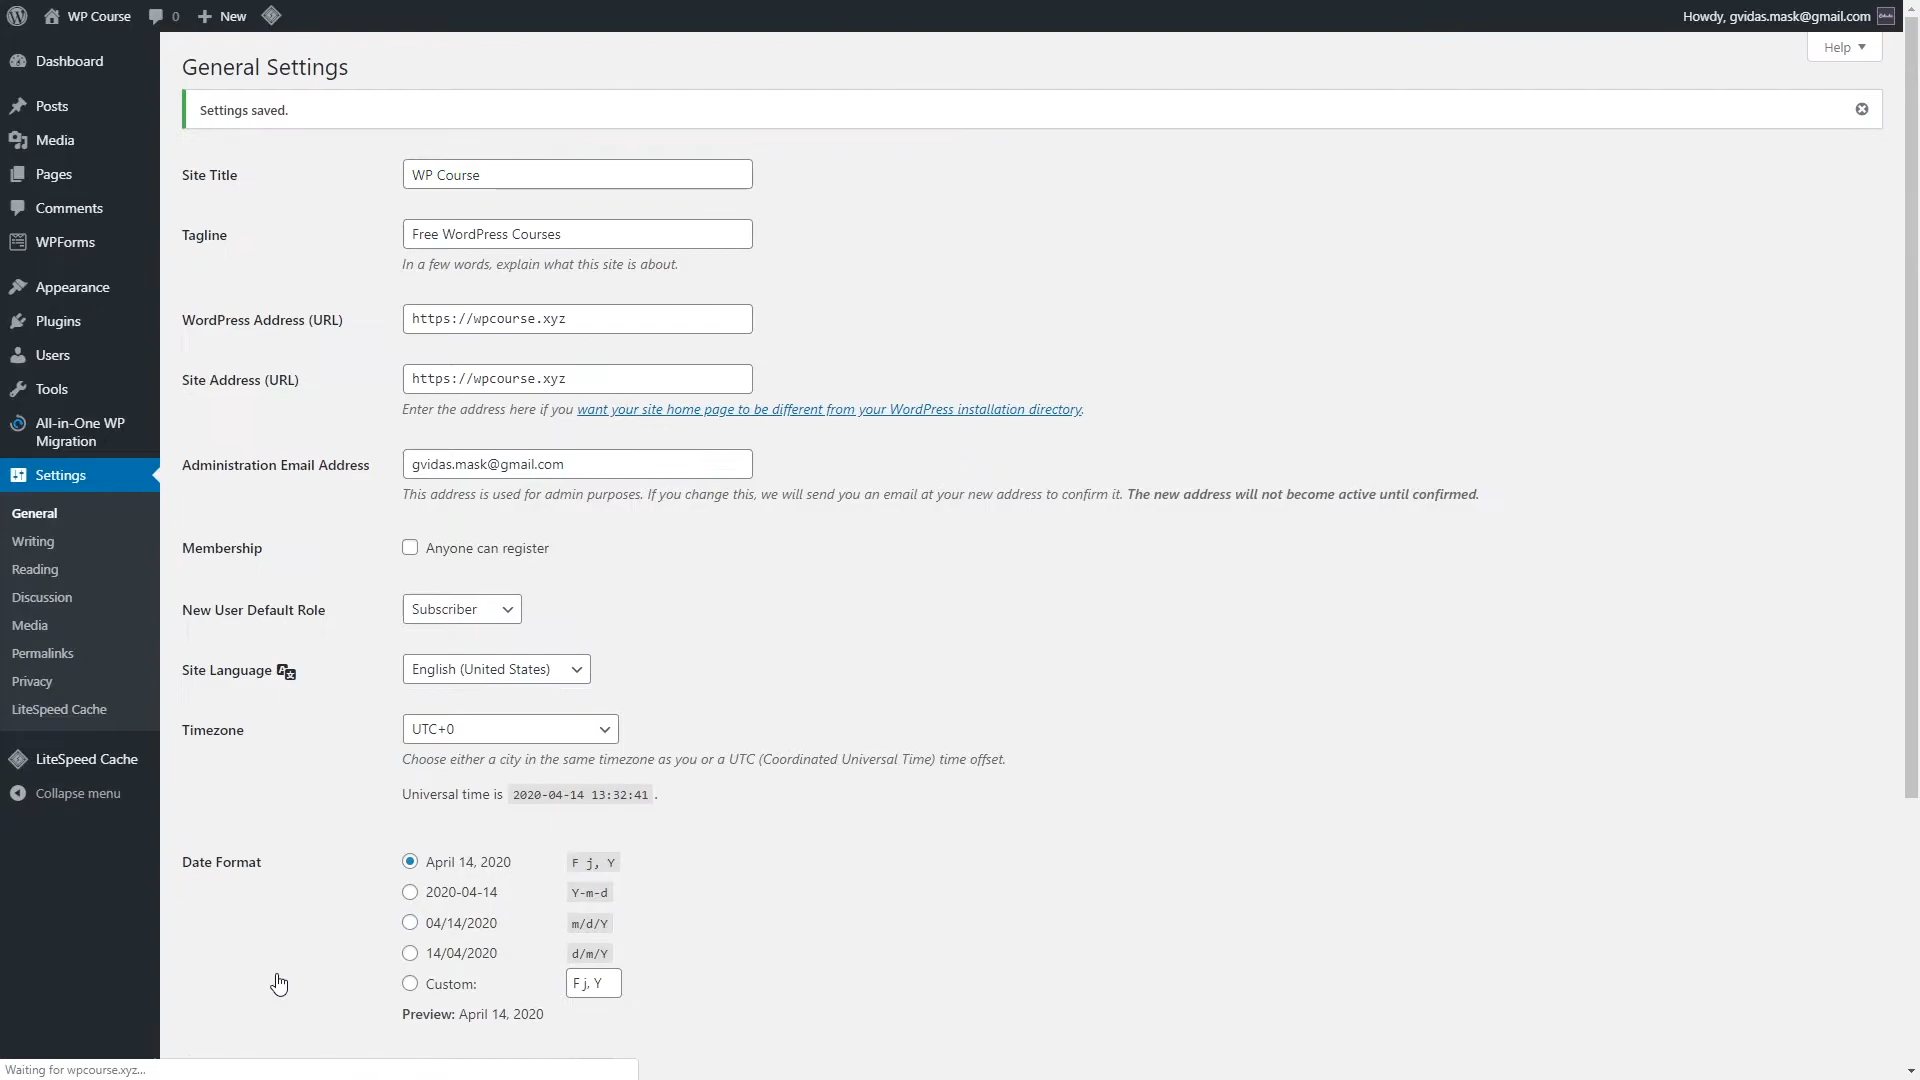 WP Course 0 New Howdy, gvidas.mask@gmail.com
Help
Dashboard
Posts
Media
Pages
Comments
WPForms
Appearance
Plugins
Users
Tools
All-in-One WP
Migration
Settings
General
Writing
Reading
Discussion
Media
Permalinks
Privacy
LiteSpeed Cache
LiteSpeed Cache
Collapse menu
General Settings
Settings saved.
Site Title WP Course
Tagline Free WordPress Courses
In a few words, explain what this site is about.
WordPress Address (URL) https://wpcourse.xyz
Site Address (URL) https://wpcourse.xyz
Enter the address here if you want your site home page to be different from your WordPress installation directory.
Administration Email Address gvidas.mask@gmail.com
This address is used for admin purposes. If you change this, we will send you an email at your new address to confirm it. The new address will not become active until confirmed.
Membership Anyone can register
New User Default Role Subscriber
Site Language English (United States)
Timezone UTC+0
Choose either a city in the same timezone as you or a UTC (Coordinated Universal Time) time offset.
Universal time is 2020-04-14 13:32:41 .
Date Format April 14, 2020 F j, Y
2020-04-14 Y-m-d
04/14/2020 m/d/Y
14/04/2020 d/m/Y
Custom: F j, Y
Preview: April 14, 2020
Waiting for wpcourse.xyz...